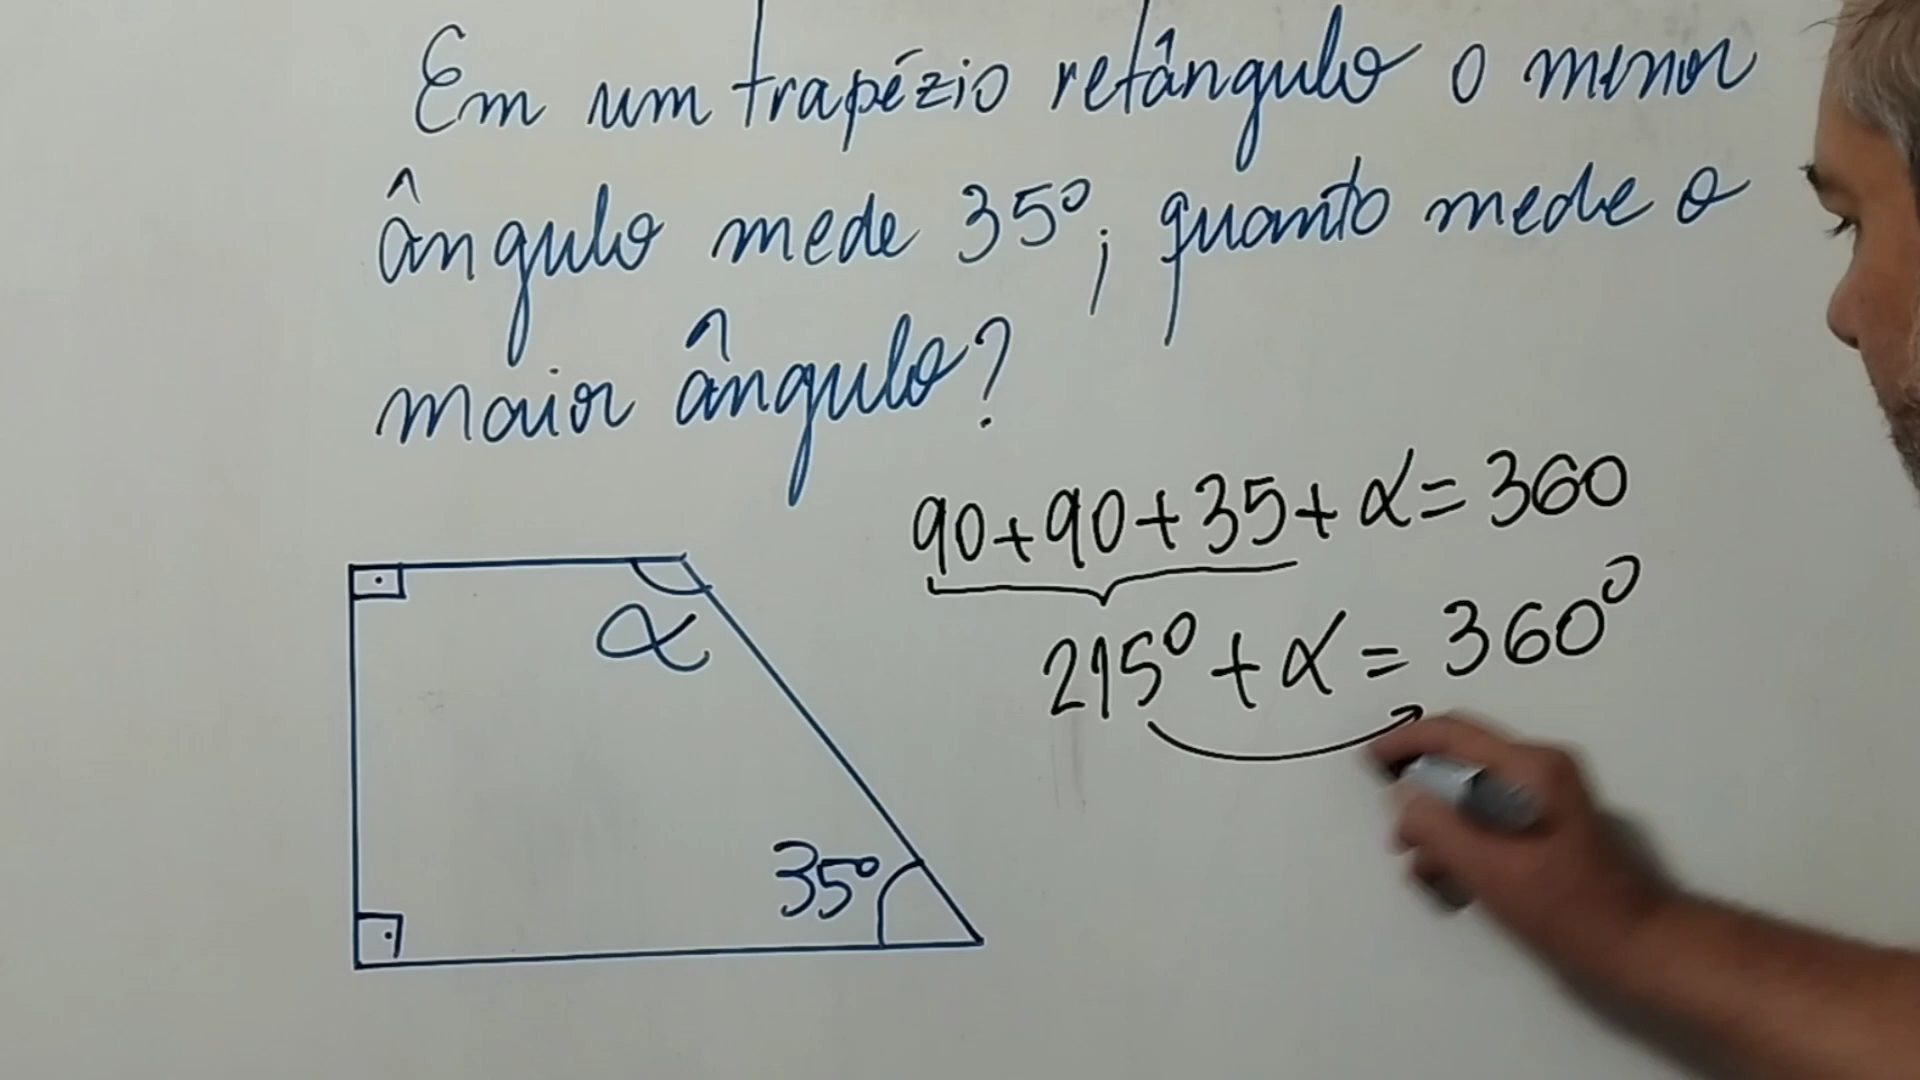 Em um trapézio retângulo o menor
ângulo mede 35°, quanto mede o
maior ângulo?
90+90+35+α=360
215°+α=360°
α
35°